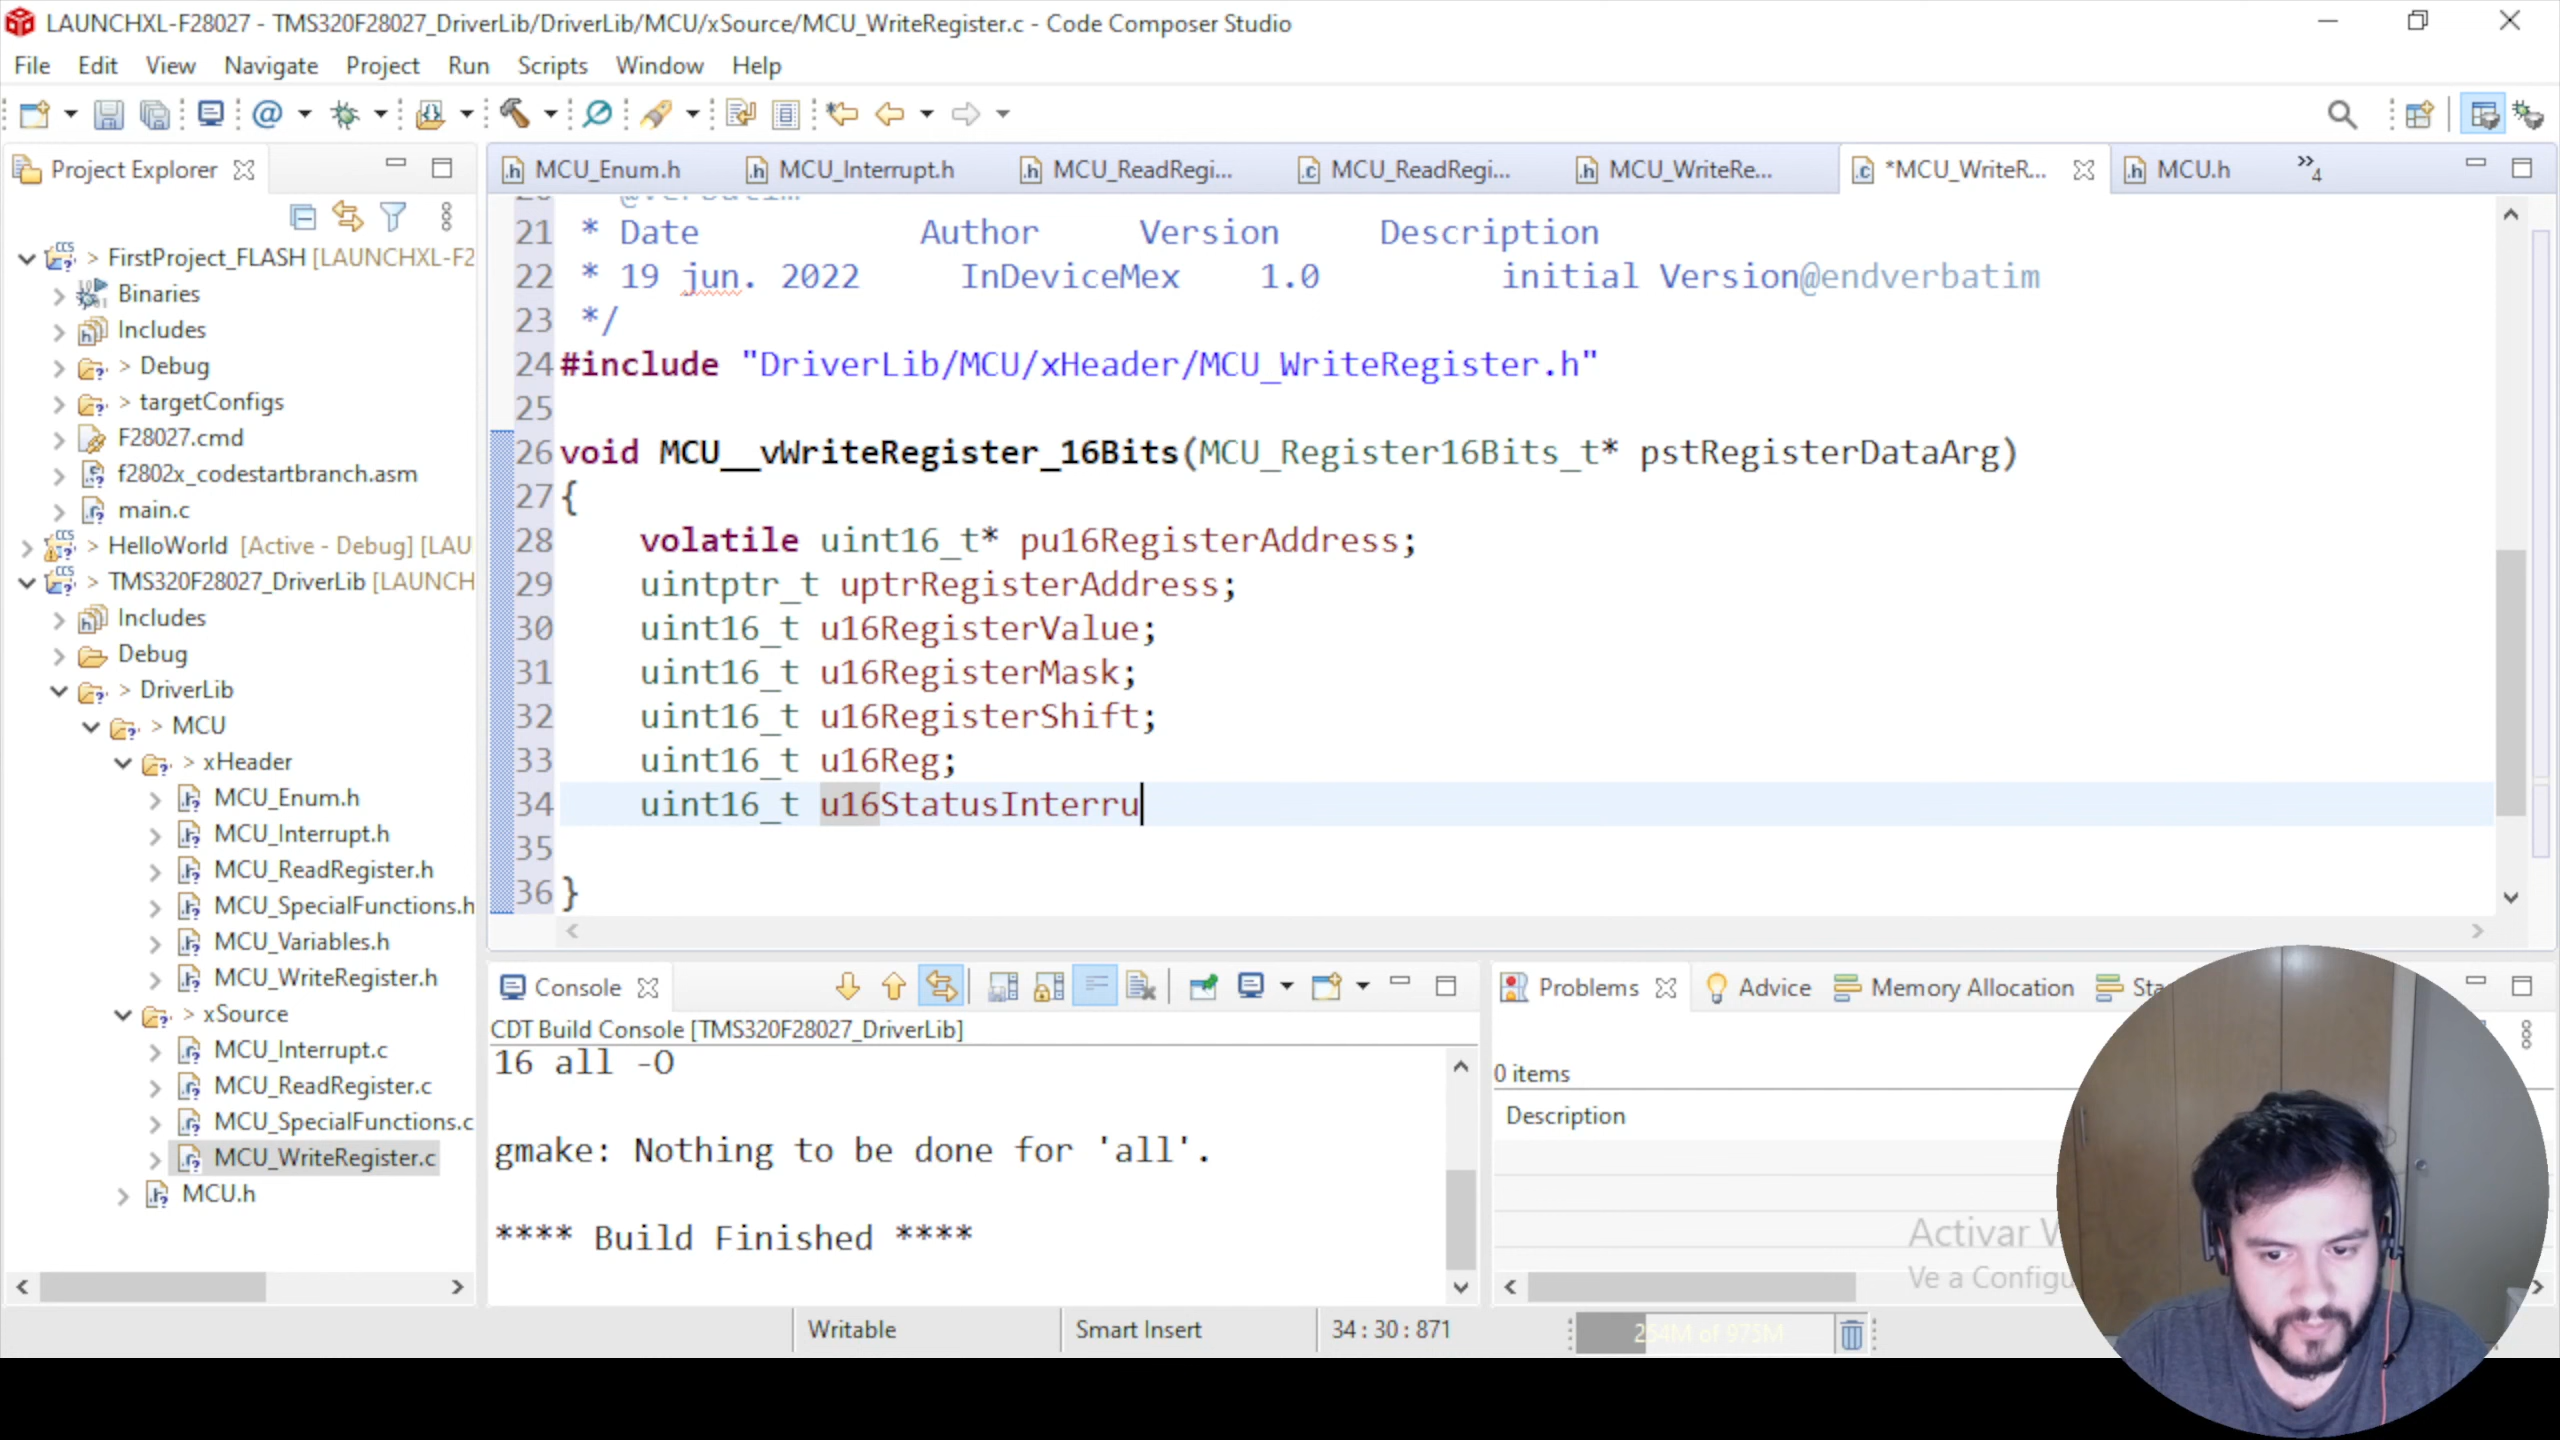 LAUNCHXL-F28027 - TMS320F28027_DriverLib/DriverLib/MCU/xSource/MCU_WriteRegister.c - Code Composer Studio
File Edit View Navigate Project Run Scripts Window Help
Project Explorer
MCU_Enum.h MCU_Interrupt.h MCU_ReadRegi... MCU_ReadRegi... MCU_WriteRe... *MCU_WriteR... MCU.h »4
> FirstProject_FLASH [LAUNCHXL-F2
Binaries
Includes
> Debug
> targetConfigs
F28027.cmd
f2802x_codestartbranch.asm
main.c
> HelloWorld [Active - Debug] [LAU
> TMS320F28027_DriverLib [LAUNCH
Includes
Debug
> DriverLib
> MCU
> xHeader
MCU_Enum.h
MCU_Interrupt.h
MCU_ReadRegister.h
MCU_SpecialFunctions.h
MCU_Variables.h
MCU_WriteRegister.h
> xSource
MCU_Interrupt.c
MCU_ReadRegister.c
MCU_SpecialFunctions.c
MCU_WriteRegister.c
MCU.h
21 * Date Author Version Description
22 * 19 jun. 2022 InDeviceMex 1.0 initial Version@endverbatim
23 */
24 #include "DriverLib/MCU/xHeader/MCU_WriteRegister.h"
25
26 void MCU__vWriteRegister_16Bits(MCU_Register16Bits_t* pstRegisterDataArg)
27 {
28 volatile uint16_t* pu16RegisterAddress;
29 uintptr_t uptrRegisterAddress;
30 uint16_t u16RegisterValue;
31 uint16_t u16RegisterMask;
32 uint16_t u16RegisterShift;
33 uint16_t u16Reg;
34 uint16_t u16StatusInterru
35
36 }
Console
CDT Build Console [TMS320F28027_DriverLib]
16 all -O
gmake: Nothing to be done for 'all'.
**** Build Finished ****
Problems Advice Memory Allocation Sta
0 items
Description
Activar
Ve a Configu
Writable Smart Insert 34 : 30 : 871 254M of 975M